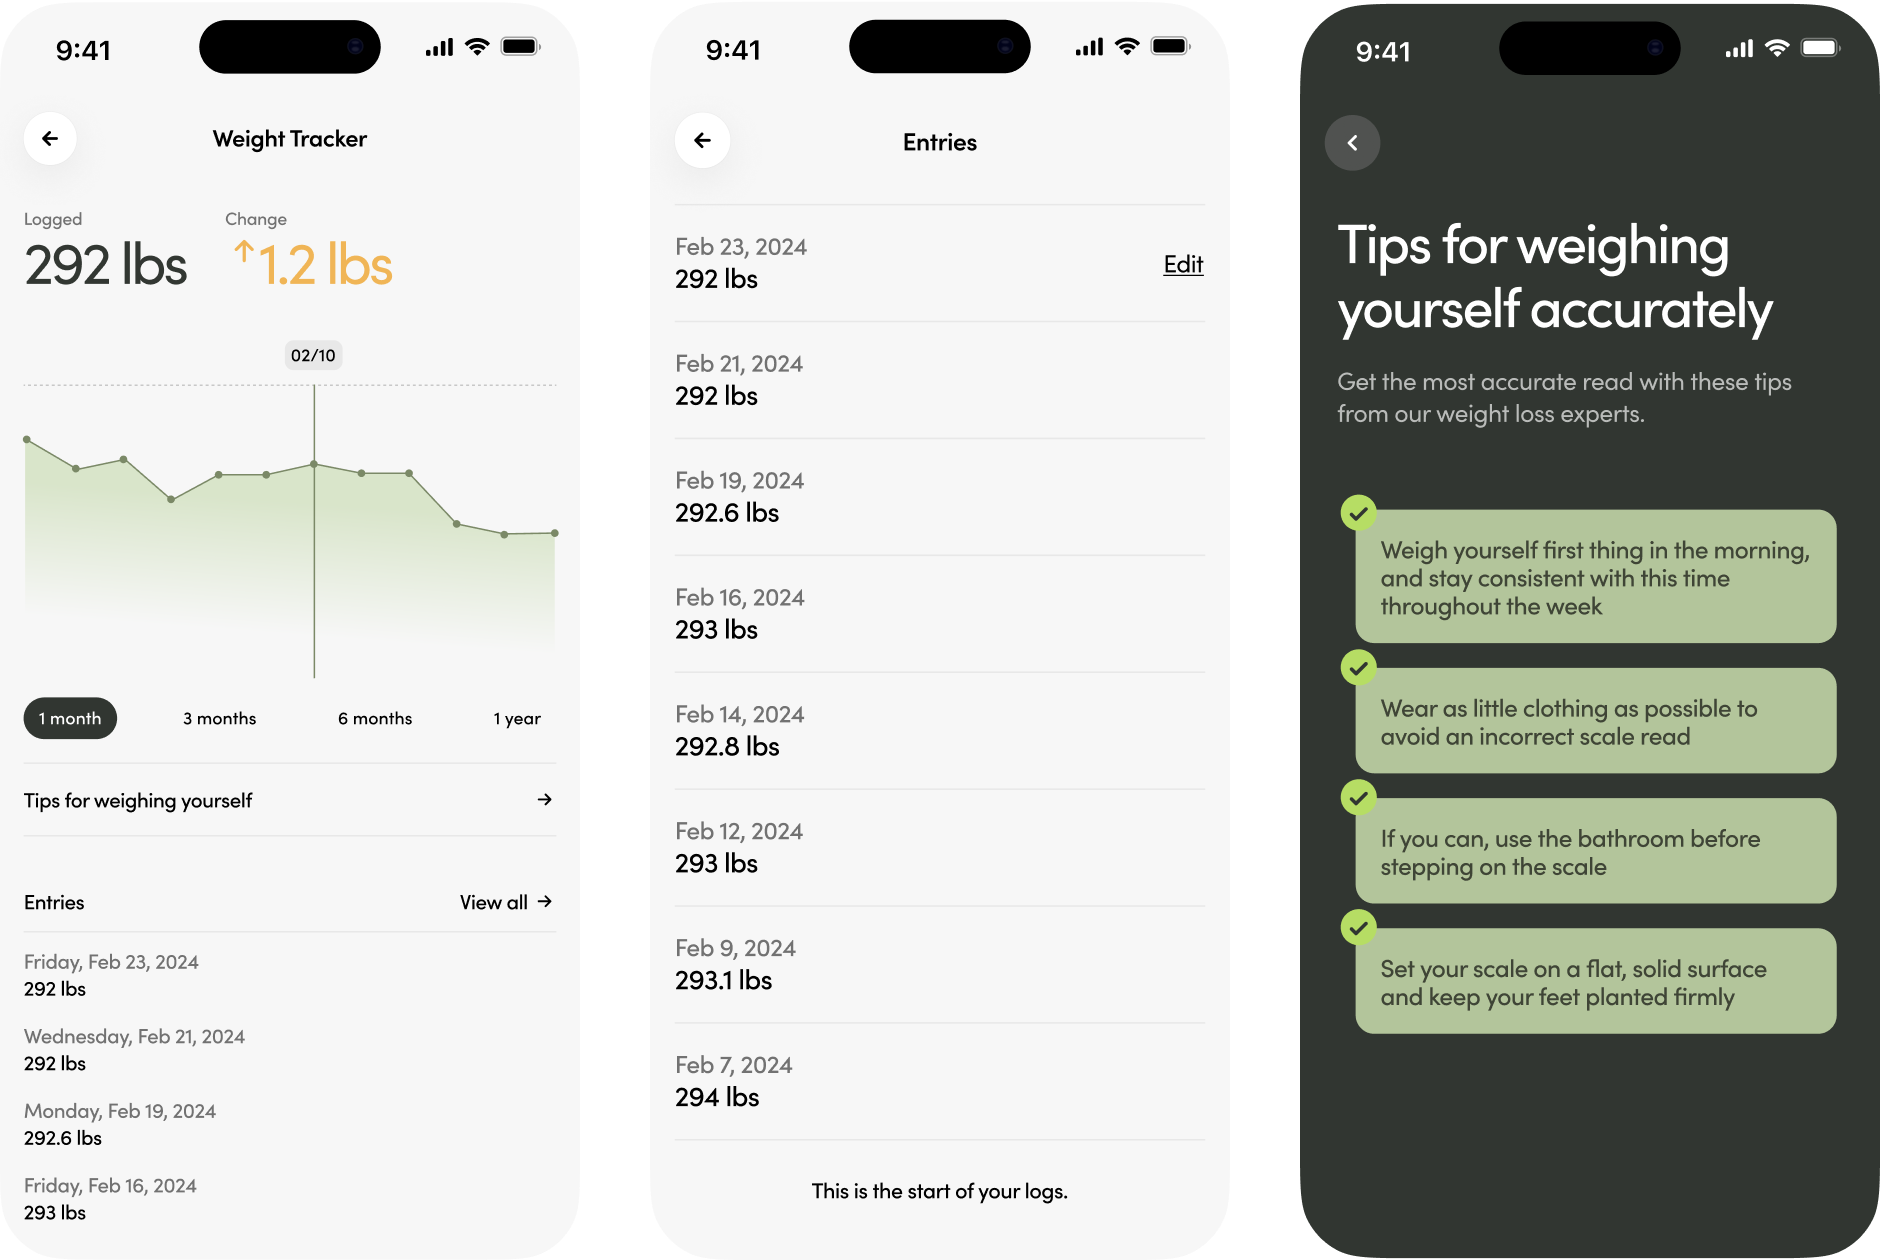 9:41
Weight Tracker
Logged
Change
292 lbs
↑1.2 lbs
02/10
1 month
3 months
6 months
1 year
Tips for weighing yourself
Entries
View all
Friday, Feb 23, 2024
292 lbs
Wednesday, Feb 21, 2024
292 lbs
Monday, Feb 19, 2024
292.6 lbs
Friday, Feb 16, 2024
293 lbs
9:41
Entries
Feb 23, 2024
292 lbs
Edit
Feb 21, 2024
292 lbs
Feb 19, 2024
292.6 lbs
Feb 16, 2024
293 lbs
Feb 14, 2024
292.8 lbs
Feb 12, 2024
293 lbs
Feb 9, 2024
293.1 lbs
Feb 7, 2024
294 lbs
This is the start of your logs.
9:41
Tips for weighing
yourself accurately
Get the most accurate read with these tips
from our weight loss experts.
Weigh yourself first thing in the morning,
and stay consistent with this time
throughout the week
Wear as little clothing as possible to
avoid an incorrect scale read
If you can, use the bathroom before
stepping on the scale
Set your scale on a flat, solid surface
and keep your feet planted firmly